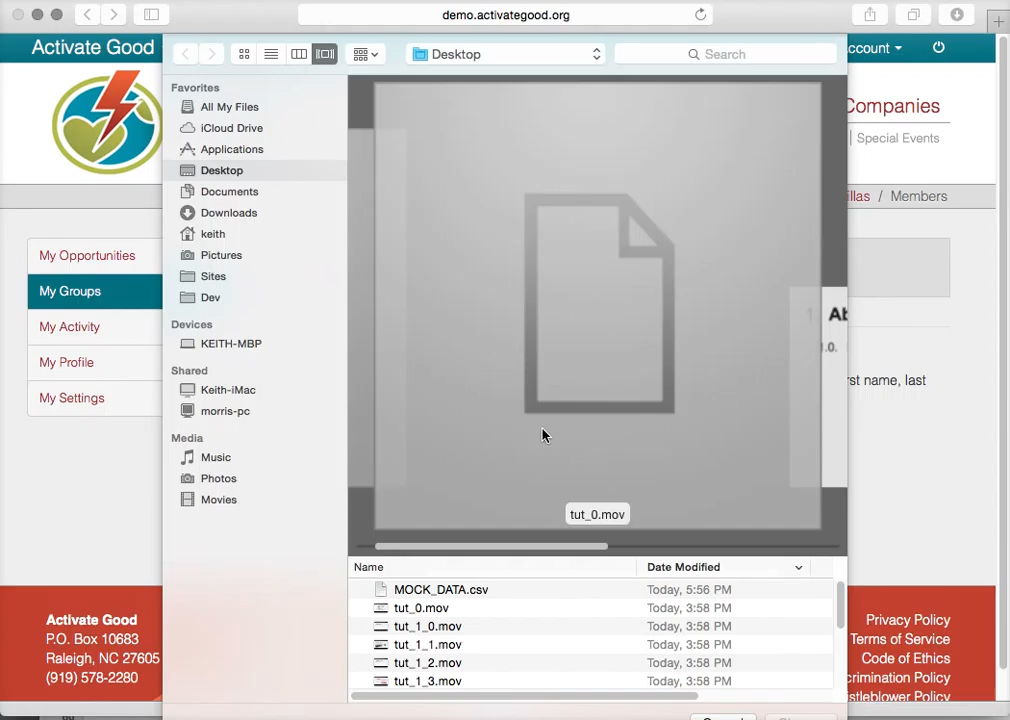 demo.activategood.org
Activate Good
Desktop
Search
ccount
Favorites
All My Files
iCloud Drive
Applications
Desktop
Documents
Downloads
keith
Pictures
Sites
Dev
Devices
KEITH-MBP
Shared
Keith-iMac
morris-pc
Media
Music
Photos
Movies
My Opportunities
My Groups
My Activity
My Profile
My Settings
Companies
Special Events
illas / Members
1 Ab
1.0.
rst name, last
tut_0.mov
Name Date Modified
MOCK_DATA.csv Today, 5:56 PM
tut_0.mov Today, 3:58 PM
tut_1_0.mov Today, 3:58 PM
tut_1_1.mov Today, 3:58 PM
tut_1_2.mov Today, 3:58 PM
tut_1_3.mov Today, 3:58 PM
Activate Good
P.O. Box 10683
Raleigh, NC 27605
(919) 578-2280
Privacy Policy
Terms of Service
Code of Ethics
crimination Policy
istleblower Policy